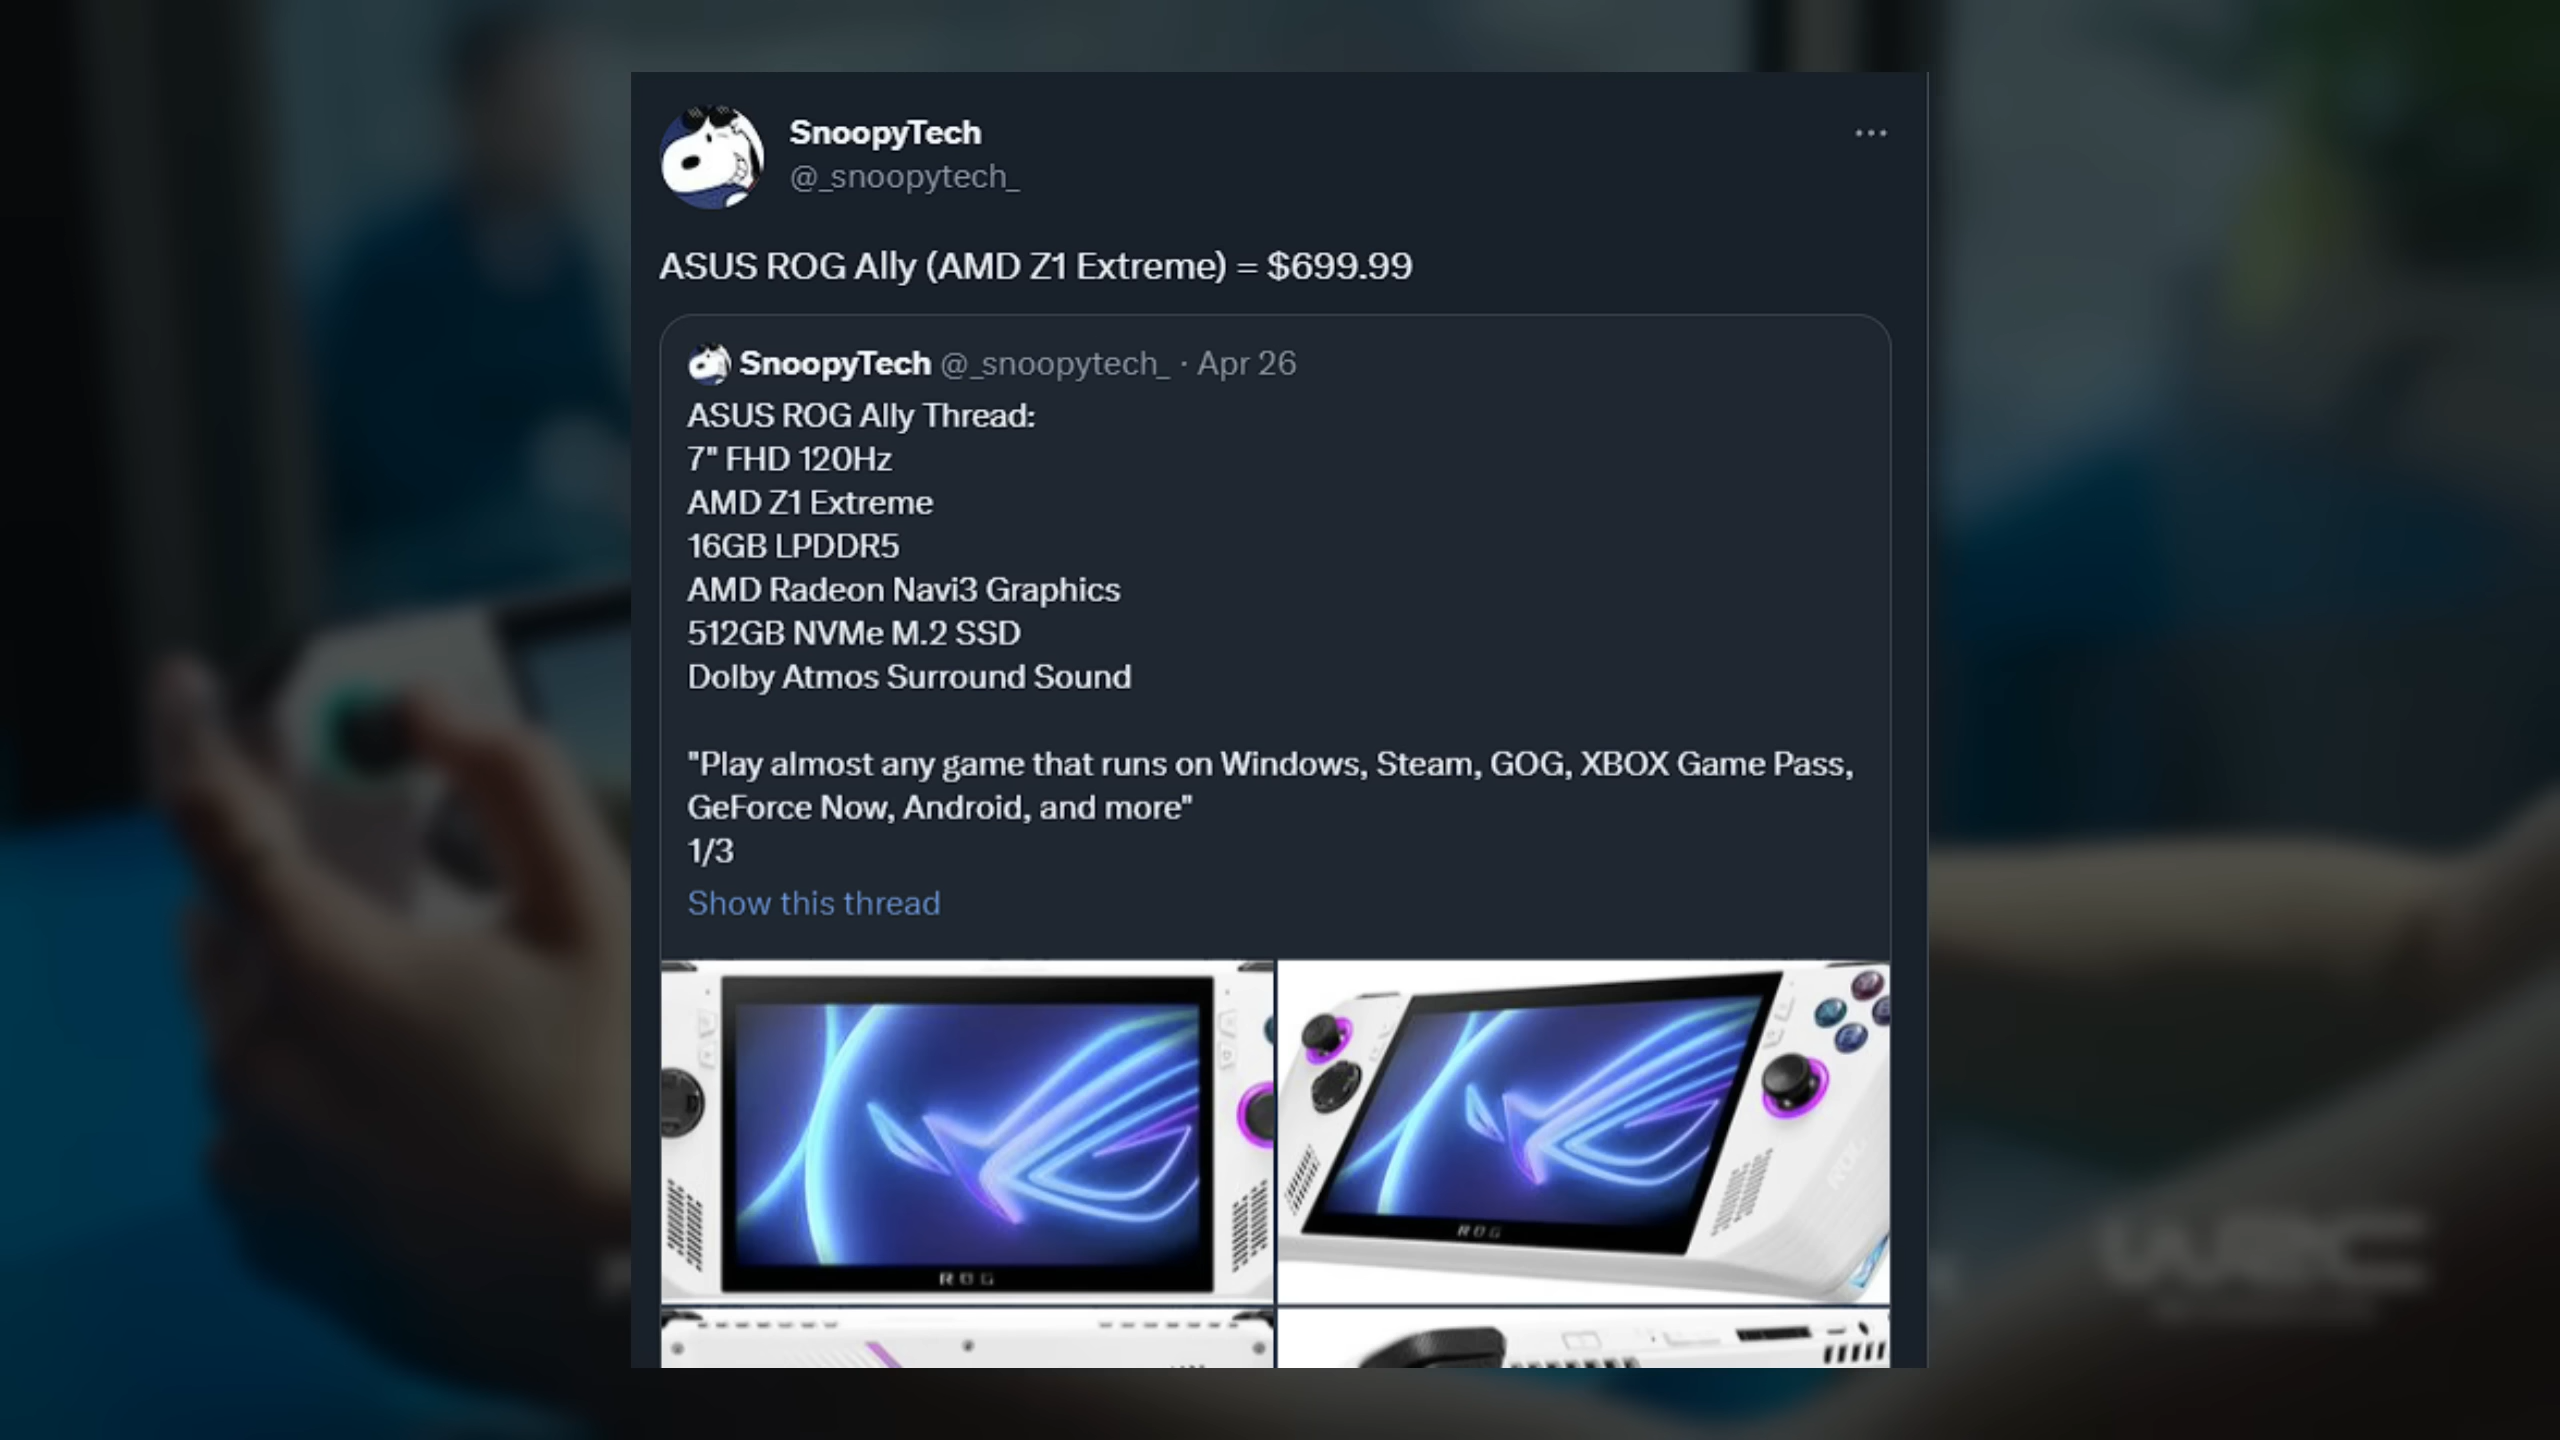 SnoopyTech
@_snoopytech_
ASUS ROG Ally (AMD Z1 Extreme) = $699.99
SnoopyTech @_snoopytech_ · Apr 26
ASUS ROG Ally Thread:
7" FHD 120Hz
AMD Z1 Extreme
16GB LPDDR5
AMD Radeon Navi3 Graphics
512GB NVMe M.2 SSD
Dolby Atmos Surround Sound
"Play almost any game that runs on Windows, Steam, GOG, XBOX Game Pass,
GeForce Now, Android, and more"
1/3
Show this thread
ROG
ROG